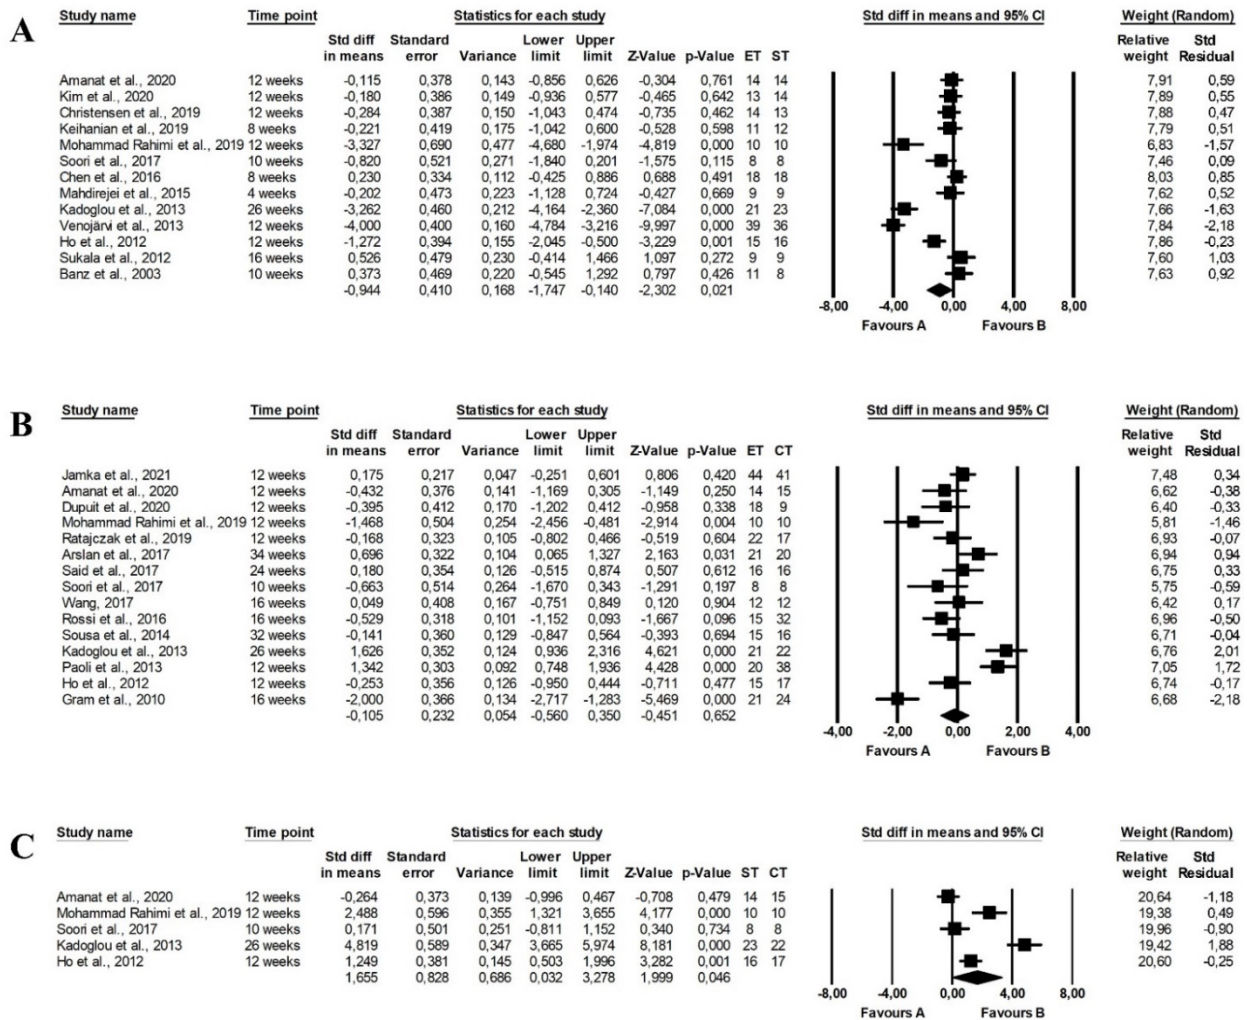 A
Study name Time point Statistics for each study Std diff in means and 95% CI Weight (Random)
Std diff Standard Lower Upper Relative Std
in means error Variance limit limit Z-Value p-Value ET ST weight Residual
Amanat et al., 2020 12 weeks -0,115 0,378 0,143 -0,856 0,626 -0,304 0,761 14 14 7,91 0,59
Kim et al., 2020 12 weeks -0,180 0,386 0,149 -0,936 0,577 -0,465 0,642 13 14 7,89 0,55
Christensen et al., 2019 12 weeks -0,284 0,387 0,150 -1,043 0,474 -0,735 0,462 14 13 7,88 0,47
Keihanian et al., 2019 8 weeks -0,221 0,419 0,175 -1,042 0,600 -0,528 0,598 11 12 7,79 0,51
Mohammad Rahimi et al., 2019 12 weeks -3,327 0,690 0,477 -4,680 -1,974 -4,819 0,000 10 10 6,83 -1,57
Soori et al., 2017 10 weeks -0,820 0,521 0,271 -1,840 0,201 -1,575 0,115 8 8 7,46 0,09
Chen et al., 2016 8 weeks 0,230 0,334 0,112 -0,425 0,886 0,688 0,491 18 18 8,03 0,85
Mahdirejei et al., 2015 4 weeks -0,202 0,473 0,223 -1,128 0,724 -0,427 0,669 9 9 7,62 0,52
Kadoglou et al., 2013 26 weeks -3,262 0,460 0,212 -4,164 -2,360 -7,084 0,000 21 23 7,66 -1,63
Venojärvi et al., 2013 12 weeks -4,000 0,400 0,160 -4,784 -3,216 -9,997 0,000 39 36 7,84 -2,18
Ho et al., 2012 12 weeks -1,272 0,394 0,155 -2,045 -0,500 -3,229 0,001 15 16 7,86 -0,23
Sukala et al., 2012 16 weeks 0,526 0,479 0,230 -0,414 1,466 1,097 0,272 9 9 7,60 1,03
Banz et al., 2003 10 weeks 0,373 0,469 0,220 -0,545 1,292 0,797 0,426 11 8 7,63 0,92
-0,944 0,410 0,168 -1,747 -0,140 -2,302 0,021
-8,00 -4,00 0,00 4,00 8,00
Favours A Favours B
B
Study name Time point Statistics for each study Std diff in means and 95% CI Weight (Random)
Std diff Standard Lower Upper Relative Std
in means error Variance limit limit Z-Value p-Value ET CT weight Residual
Jamka et al., 2021 12 weeks 0,175 0,217 0,047 -0,251 0,601 0,806 0,420 44 41 7,48 0,34
Amanat et al., 2020 12 weeks -0,432 0,376 0,141 -1,169 0,305 -1,149 0,250 14 15 6,62 -0,38
Dupuit et al., 2020 12 weeks -0,395 0,412 0,170 -1,202 0,412 -0,958 0,338 18 9 6,40 -0,33
Mohammad Rahimi et al., 2019 12 weeks -1,468 0,504 0,254 -2,456 -0,481 -2,914 0,004 10 10 5,81 -1,46
Ratajczak et al., 2019 12 weeks -0,168 0,323 0,105 -0,802 0,466 -0,519 0,604 22 17 6,93 -0,07
Arslan et al., 2017 34 weeks 0,696 0,322 0,104 0,065 1,327 2,163 0,031 21 20 6,94 0,94
Said et al., 2017 24 weeks 0,180 0,354 0,126 -0,515 0,874 0,507 0,612 16 16 6,75 0,33
Soori et al., 2017 10 weeks -0,663 0,514 0,264 -1,670 0,343 -1,291 0,197 8 8 5,75 -0,59
Wang, 2017 16 weeks 0,049 0,408 0,167 -0,751 0,849 0,120 0,904 12 12 6,42 0,17
Rossi et al., 2016 16 weeks -0,529 0,318 0,101 -1,152 0,093 -1,667 0,096 15 32 6,96 -0,50
Sousa et al., 2014 32 weeks -0,141 0,360 0,129 -0,847 0,564 -0,393 0,694 15 16 6,71 -0,04
Kadoglou et al., 2013 26 weeks 1,626 0,352 0,124 0,936 2,316 4,621 0,000 21 22 6,76 2,01
Paoli et al., 2013 12 weeks 1,342 0,303 0,092 0,748 1,936 4,428 0,000 20 38 7,05 1,72
Ho et al., 2012 12 weeks -0,253 0,356 0,126 -0,950 0,444 -0,711 0,477 15 17 6,74 -0,17
Gram et al., 2010 16 weeks -2,000 0,366 0,134 -2,717 -1,283 -5,469 0,000 21 24 6,68 -2,18
-0,105 0,232 0,054 -0,560 0,350 -0,451 0,652
-4,00 -2,00 0,00 2,00 4,00
Favours A Favours B
C
Study name Time point Statistics for each study Std diff in means and 95% CI Weight (Random)
Std diff Standard Lower Upper Relative Std
in means error Variance limit limit Z-Value p-Value ST CT weight Residual
Amanat et al., 2020 12 weeks -0,264 0,373 0,139 -0,996 0,467 -0,708 0,479 14 15 20,64 -1,18
Mohammad Rahimi et al., 2019 12 weeks 2,488 0,596 0,355 1,321 3,655 4,177 0,000 10 10 19,38 0,49
Soori et al., 2017 10 weeks 0,171 0,501 0,251 -0,811 1,152 0,340 0,734 8 8 19,96 -0,90
Kadoglou et al., 2013 26 weeks 4,819 0,589 0,347 3,665 5,974 8,181 0,000 23 22 19,42 1,88
Ho et al., 2012 12 weeks 1,249 0,381 0,145 0,503 1,996 3,282 0,001 16 17 20,60 -0,25
1,655 0,828 0,686 0,032 3,278 1,999 0,046
-8,00 -4,00 0,00 4,00 8,00
Favours A Favours B